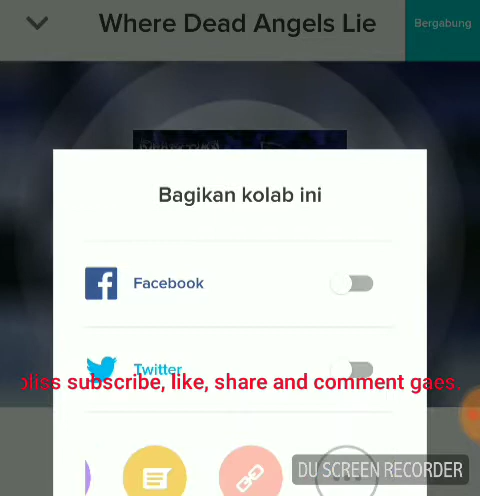 Where Dead Angels Lie
Bergabung
Bagikan kolab ini
Facebook
Twitter
bliss subscribe, like, share and comment gaes.
DU SCREEN RECORDER